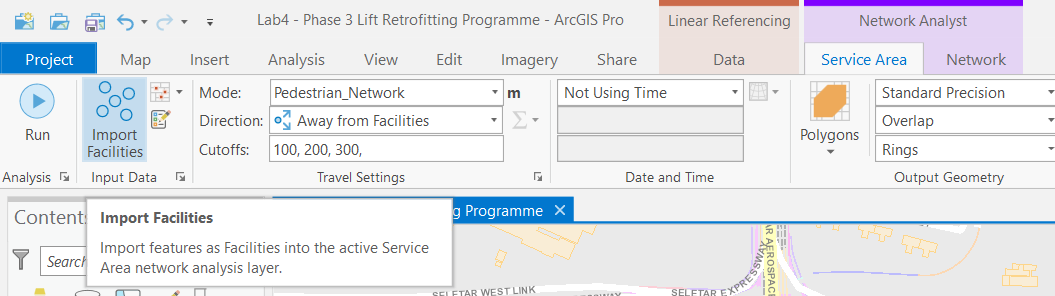 Lab4 - Phase 3 Lift Retrofitting Programme - ArcGIS Pro
Linear Referencing
Network Analyst
Project
Map
Insert
Analysis
View
Edit
Imagery
Share
Data
Service Area
Network
Run
Import
Facilities
Mode:
Pedestrian_Network
m
Direction:
Away from Facilities
Cutoffs:
100, 200, 300,
Not Using Time
Polygons
Standard Precision
Overlap
Rings
Analysis
Input Data
Travel Settings
Date and Time
Output Geometry
Contents
g Programme
Import Facilities
Import features as Facilities into the active Service
Area network analysis layer.
Search
SELETAR WEST LINK
SELETAR EXPRESSWAY
AR AEROSPACE
ESSWAY